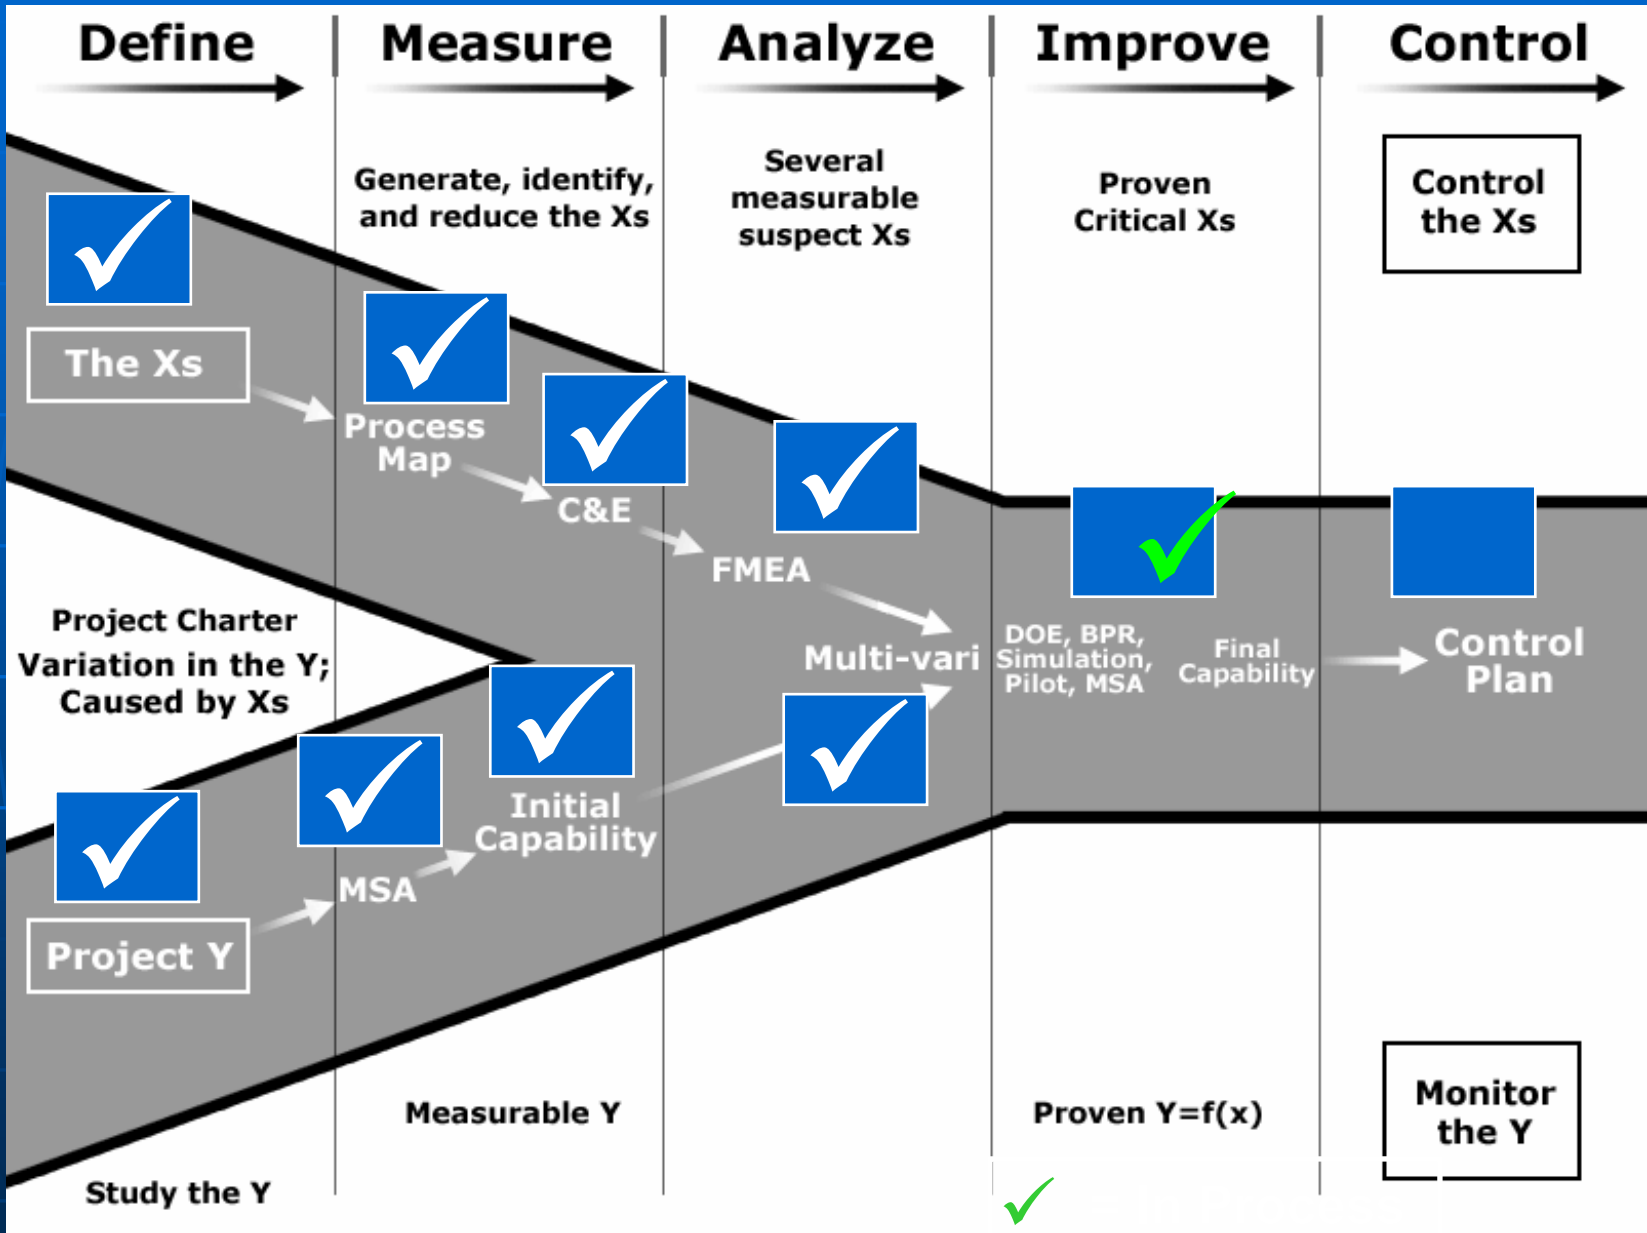 Define
Measure
Analyze
Improve
Control
Generate, identify,
and reduce the Xs
Several
measurable
suspect Xs
Proven
Critical Xs
Control
the Xs
The Xs
Process
Map
C&E
FMEA
Multi-vari
DOE, BPR,
Simulation,
Pilot, MSA
Final
Capability
Control
Plan
Project Charter
Variation in the Y;
Caused by Xs
Initial
Capability
MSA
Project Y
Study the Y
Measurable Y
Proven Y=f(x)
Monitor
the Y